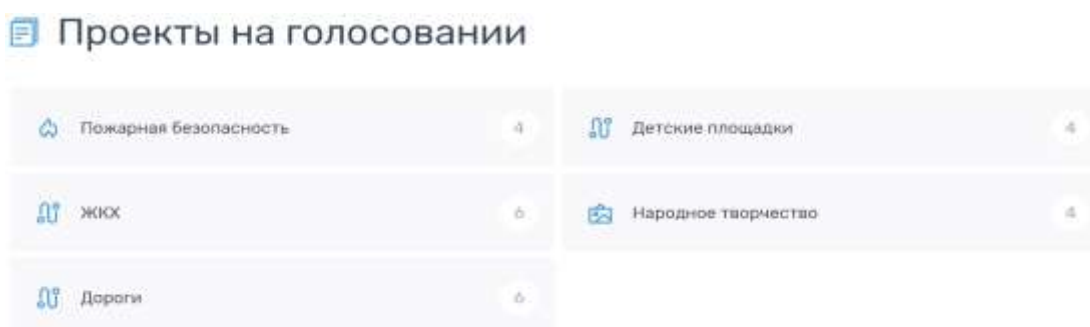 Проекты на голосовании
Пожарная безопасность 4
Детские площадки 4
ЖКХ 6
Народное творчество 4
Дороги 6